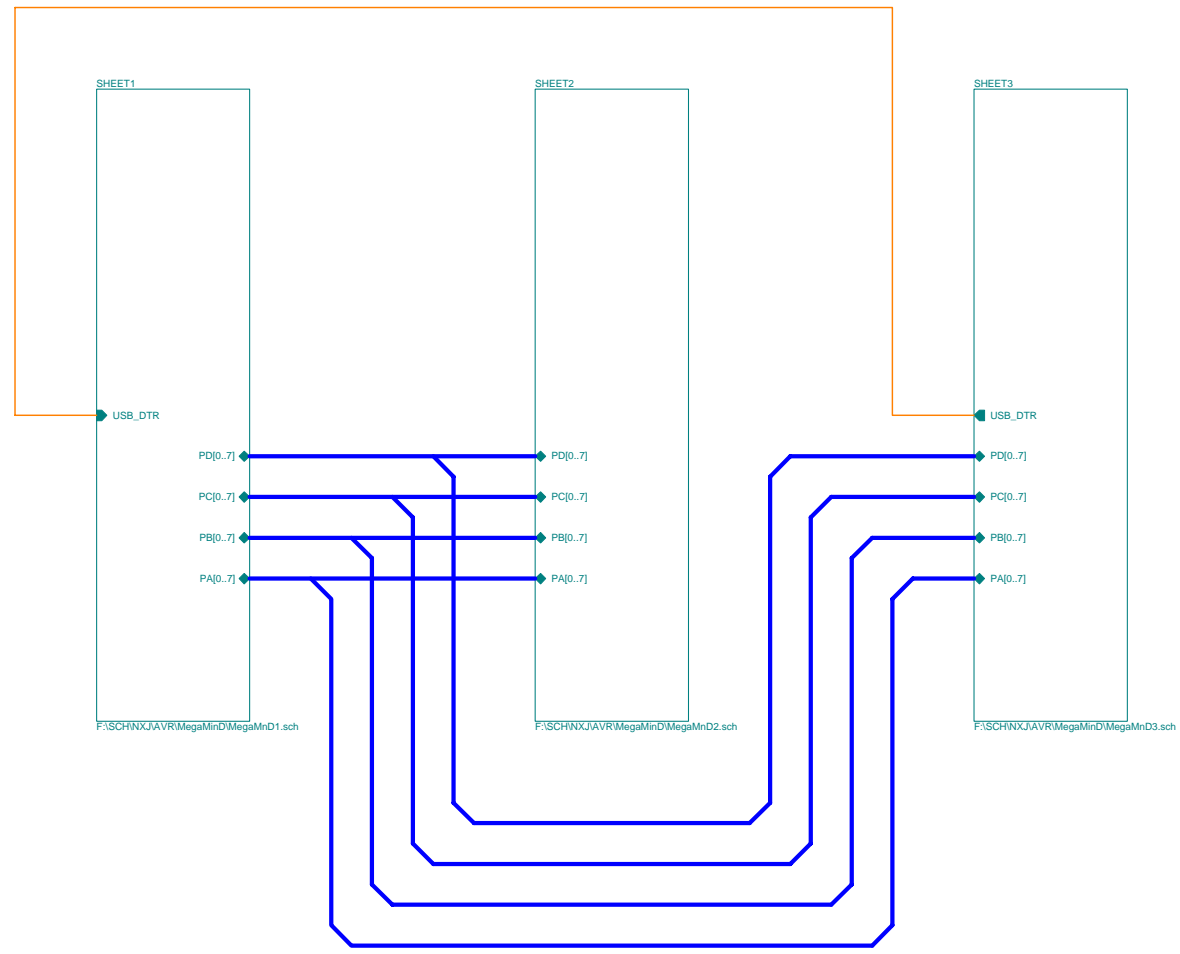 SHEET1
SHEET2
SHEET3
USB_DTR
USB_DTR
PD[0..7]
PD[0..7]
PD[0..7]
PC[0..7]
PC[0..7]
PC[0..7]
PB[0..7]
PB[0..7]
PB[0..7]
PA[0..7]
PA[0..7]
PA[0..7]
F:\SCH\NXJ\AVR\MegaMinD\MegaMnD1.sch
F:\SCH\NXJ\AVR\MegaMinD\MegaMnD2.sch
F:\SCH\NXJ\AVR\MegaMinD\MegaMnD3.sch